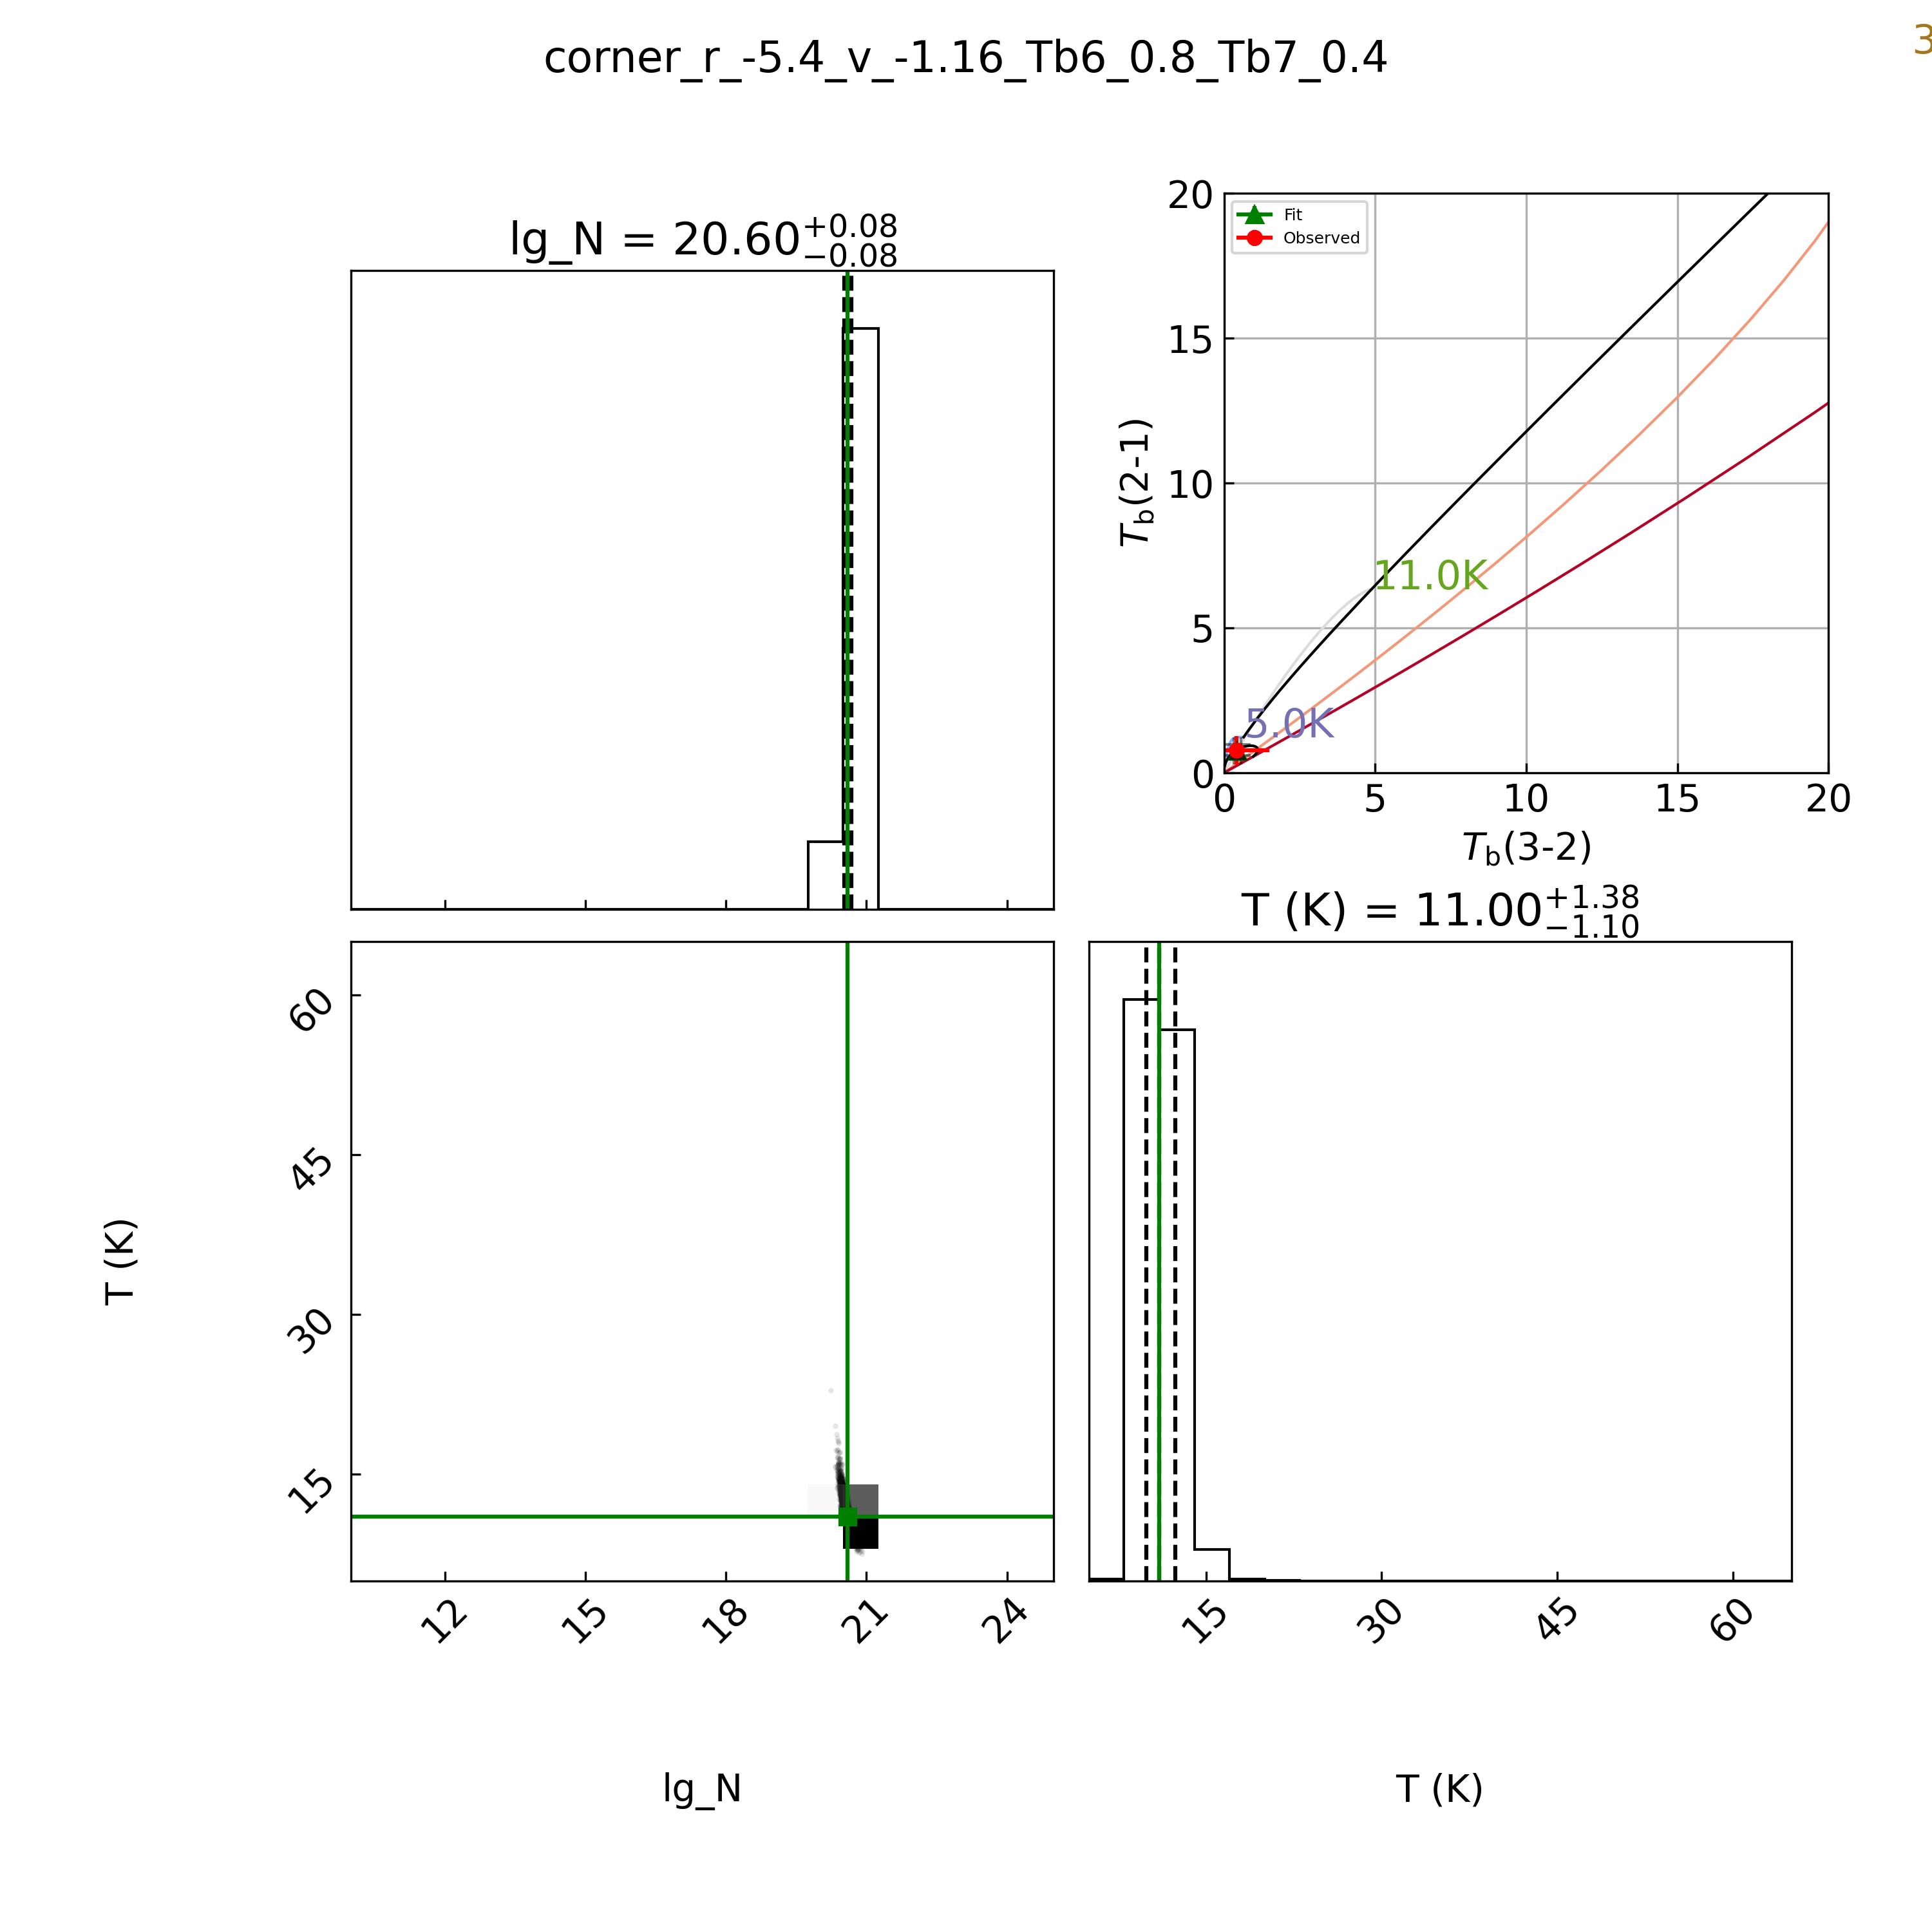 corner_r_-5.4_v_-1.16_Tb6_0.8_Tb7_0.4
3
lg_N = 20.60+0.08−0.08
20
15
10
5
0
Tb(2-1)
Fit
Observed
11.0K
5.0K
0 5 10 15 20
Tb(3-2)
T (K) = 11.00+1.38−1.10
60
45
30
15
T (K)
12 15 18 21 24
15 30 45 60
lg_N
T (K)